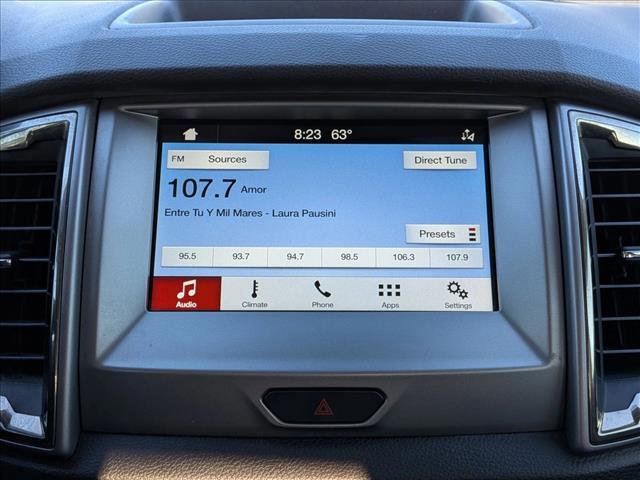 8:23 63°
FM Sources Direct Tune
107.7 Amor
Entre Tu Y Mil Mares - Laura Pausini
Presets
95.5 93.7 94.7 98.5 106.3 107.9
Audio Climate Phone Apps Settings